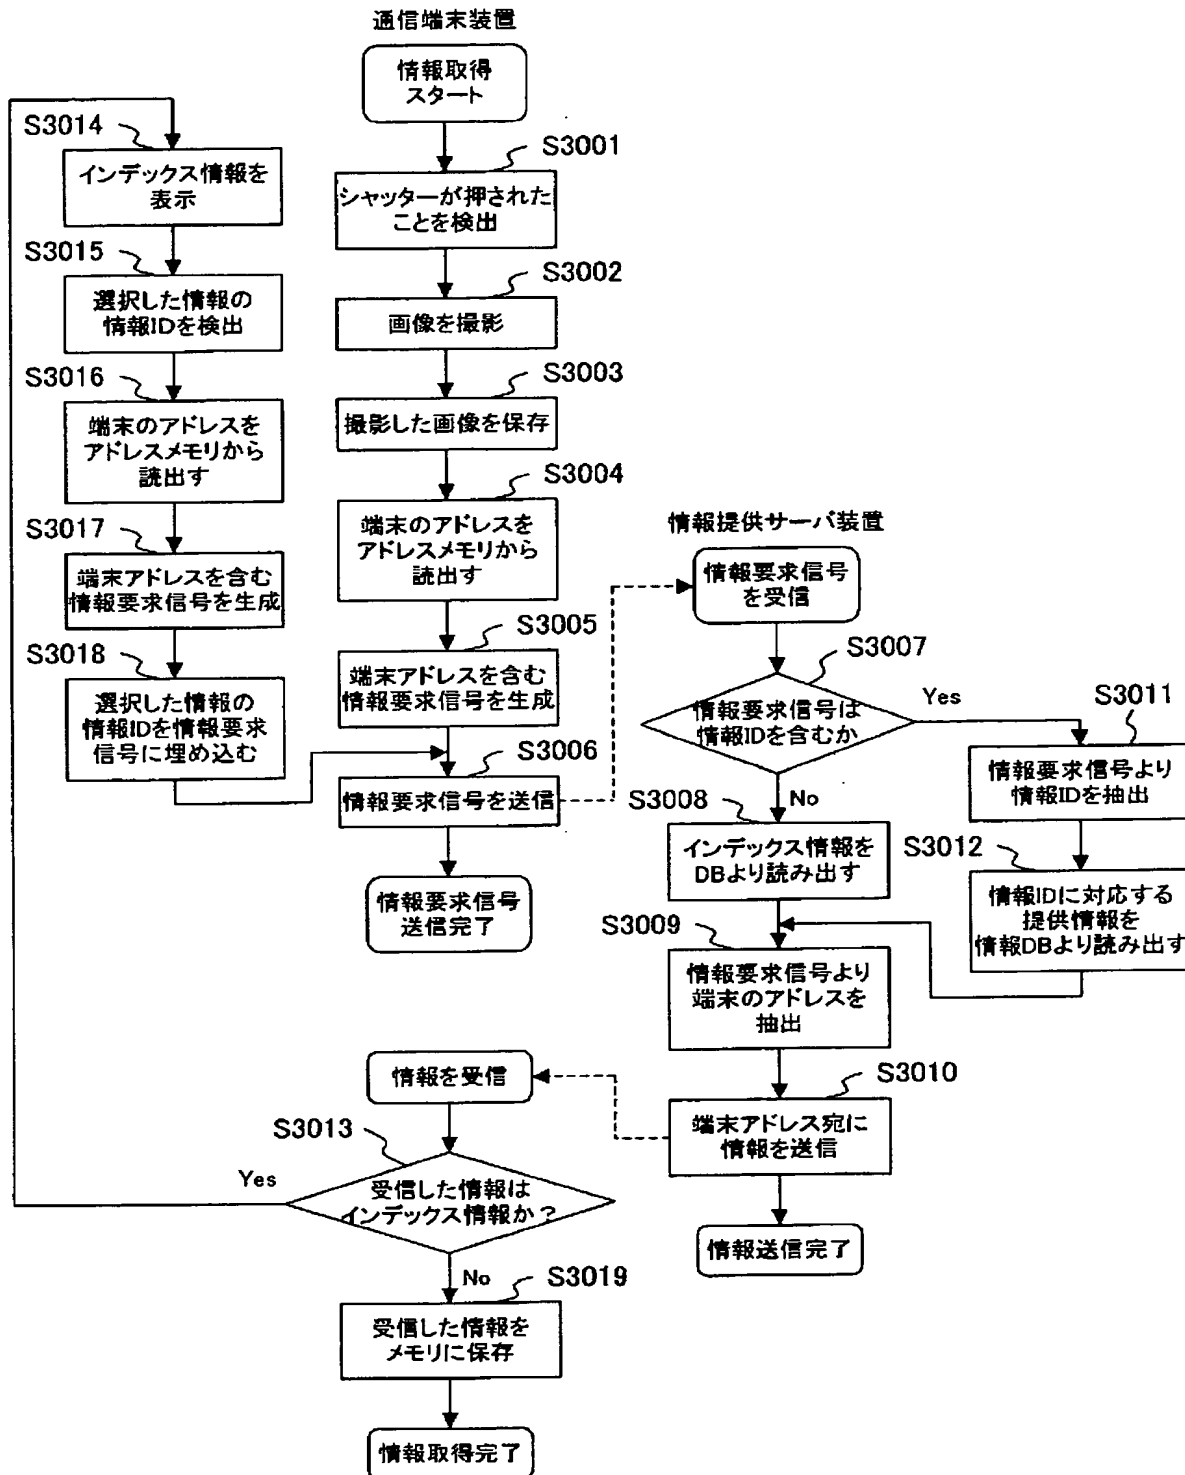 通信端末装置
情報取得
スタート
S3001
シャッターが押された
ことを検出
S3002
画像を撮影
S3003
撮影した画像を保存
S3004
端末のアドレスを
アドレスメモリから
読出す
S3005
端末アドレスを含む
情報要求信号を生成
S3006
情報要求信号を送信
情報要求信号
送信完了
S3014
インデックス情報を
表示
S3015
選択した情報の
情報IDを検出
S3016
端末のアドレスを
アドレスメモリから
読出す
S3017
端末アドレスを含む
情報要求信号を生成
S3018
選択した情報の
情報IDを情報要求
信号に埋め込む
情報提供サーバ装置
情報要求信号
を受信
S3007
情報要求信号は
情報IDを含むか
Yes
No
S3011
情報要求信号より
情報IDを抽出
S3012
情報IDに対応する
提供情報を
情報DBより読み出す
S3008
インデックス情報を
DBより読み出す
S3009
情報要求信号より
端末のアドレスを
抽出
S3010
端末アドレス宛に
情報を送信
情報送信完了
情報を受信
S3013
受信した情報は
インデックス情報か？
Yes
No
S3019
受信した情報を
メモリに保存
情報取得完了